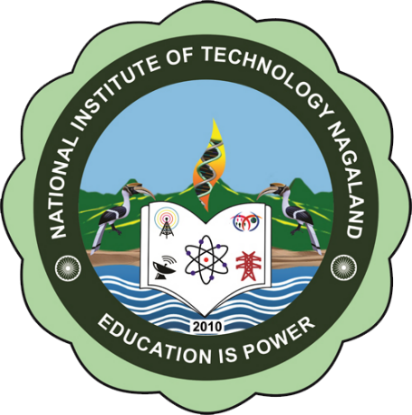 NATIONAL INSTITUTE OF TECHNOLOGY NAGALAND
2010
EDUCATION IS POWER